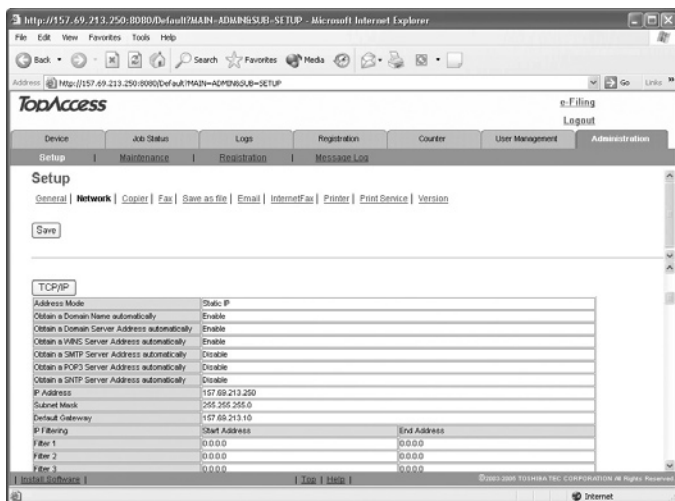 http://157.69.213.250:8080/Default?MAIN=ADMIN&SUB=SETUP - Microsoft Internet Explorer
File Edit View Favorites Tools Help
Back Search Favorites Media
Address http://157.69.213.250:8080/Default?MAIN=ADMIN&SUB=SETUP Go Links »
TopAccess
e-Filing
Logout
Device Job Status Logs Registration Counter User Management Administration
Setup | Maintenance | Registration | Message Log
Setup
General | Network | Copier | Fax | Save as file | Email | InternetFax | Printer | Print Service | Version
Save
TCP/IP
Address Mode Static IP
Obtain a Domain Name automatically Enable
Obtain a Domain Server Address automatically Enable
Obtain a WINS Server Address automatically Enable
Obtain a SMTP Server Address automatically Disable
Obtain a POP3 Server Address automatically Disable
Obtain a SNTP Server Address automatically Disable
IP Address 157.69.213.250
Subnet Mask 255.255.255.0
Default Gateway 157.69.213.10
IP Filtering Start Address End Address
Filter 1 0.0.0.0 0.0.0.0
Filter 2 0.0.0.0 0.0.0.0
Filter 3 0.0.0.0 0.0.0.0
| Install Software | | Top | Help | ©2003-2005 TOSHIBA TEC CORPORATION All Rights Reserved
Internet